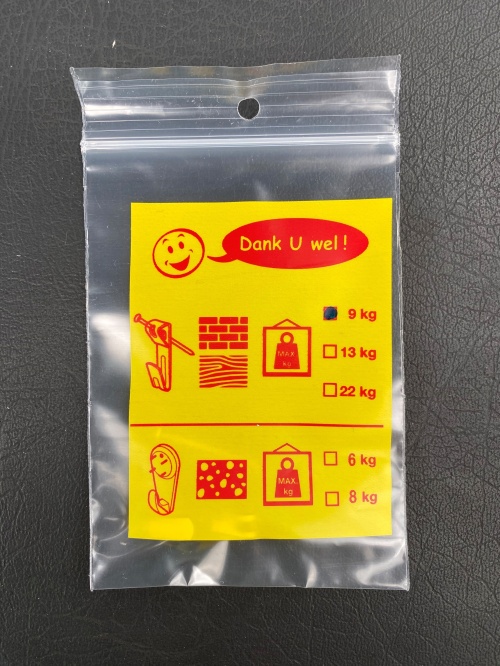 Dank U wel!
9 kg
MAX.
kg
13 kg
22 kg
6 kg
MAX.
kg
8 kg